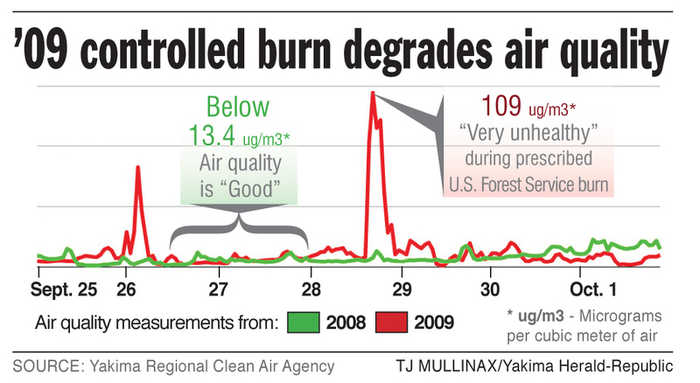 ’09 controlled burn degrades air quality
Below
13.4 ug/m3*
Air quality
is “Good”
109 ug/m3*
“Very unhealthy”
during prescribed
U.S. Forest Service burn
Sept. 25 26 27 28 29 30 Oct. 1
Air quality measurements from: 2008 2009
* ug/m3 - Micrograms
per cubic meter of air
SOURCE: Yakima Regional Clean Air Agency
TJ MULLINAX/Yakima Herald-Republic